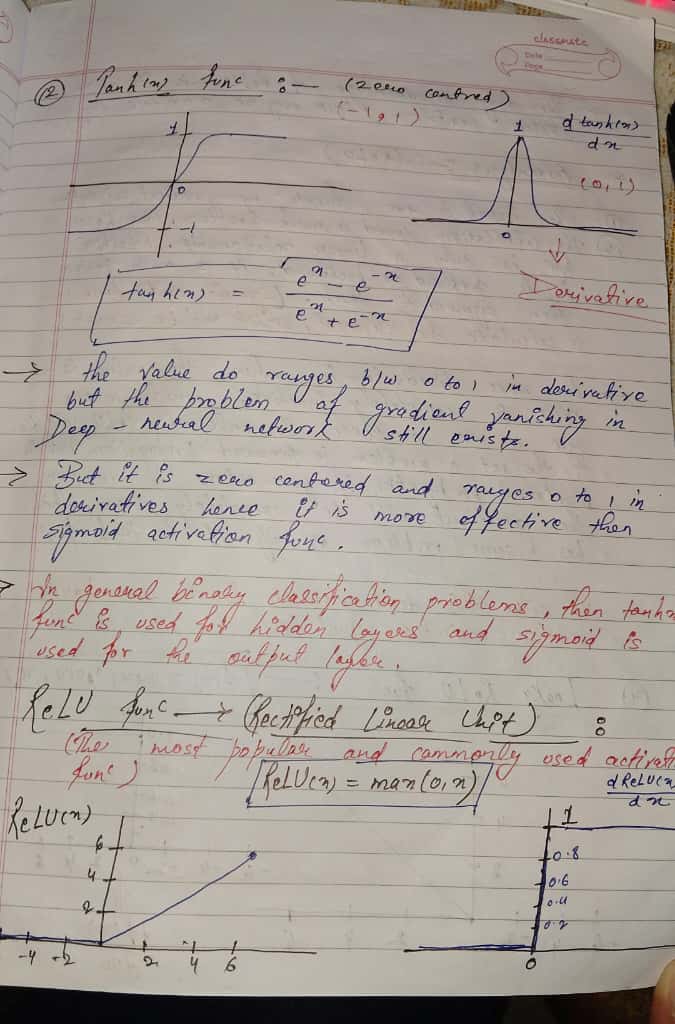 classmate
Date
Page
② Tanh(x) func :— (zero centred)
(-1, 1)
1
0
-1
1
0
d tanh(x)
dx
(0, 1)
↓
Derivative
tanh(x) = e^x - e^-x / e^x + e^-x
→ the value do ranges b/w 0 to 1 in derivative
but the problem of gradient vanishing in
Deep - neural network still exists.
→ But it is zero centered and ranges 0 to 1 in
derivatives hence it is more effective then
sigmoid activation func.
→ In general binary classification problems, then tanh
func is used for hidden layers and sigmoid is
used for the output layer.
ReLU func → (Rectified Linear Unit) :
(The most popular and commonly used activat
func)
ReLU(x) = max(0, x)
d ReLU(x
dx
ReLU(x)
6
4
2
-4 -2 2 4 6
1
0.8
0.6
0.4
0.2
0